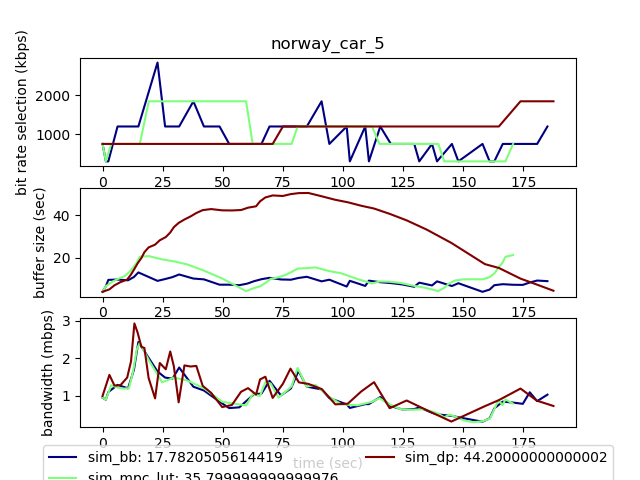 norway_car_5
bit rate selection (kbps)
2000
1000
0 25 50 75 100 125 150 175
buffer size (sec)
40
20
0 25 50 75 100 125 150 175
bandwidth (mbps)
3
2
1
0 25 50 75 100 125 150 175
time (sec)
sim_bb: 17.7820505614419
sim_dp: 44.20000000000002
sim_mpc_lut: 35.799999999999976